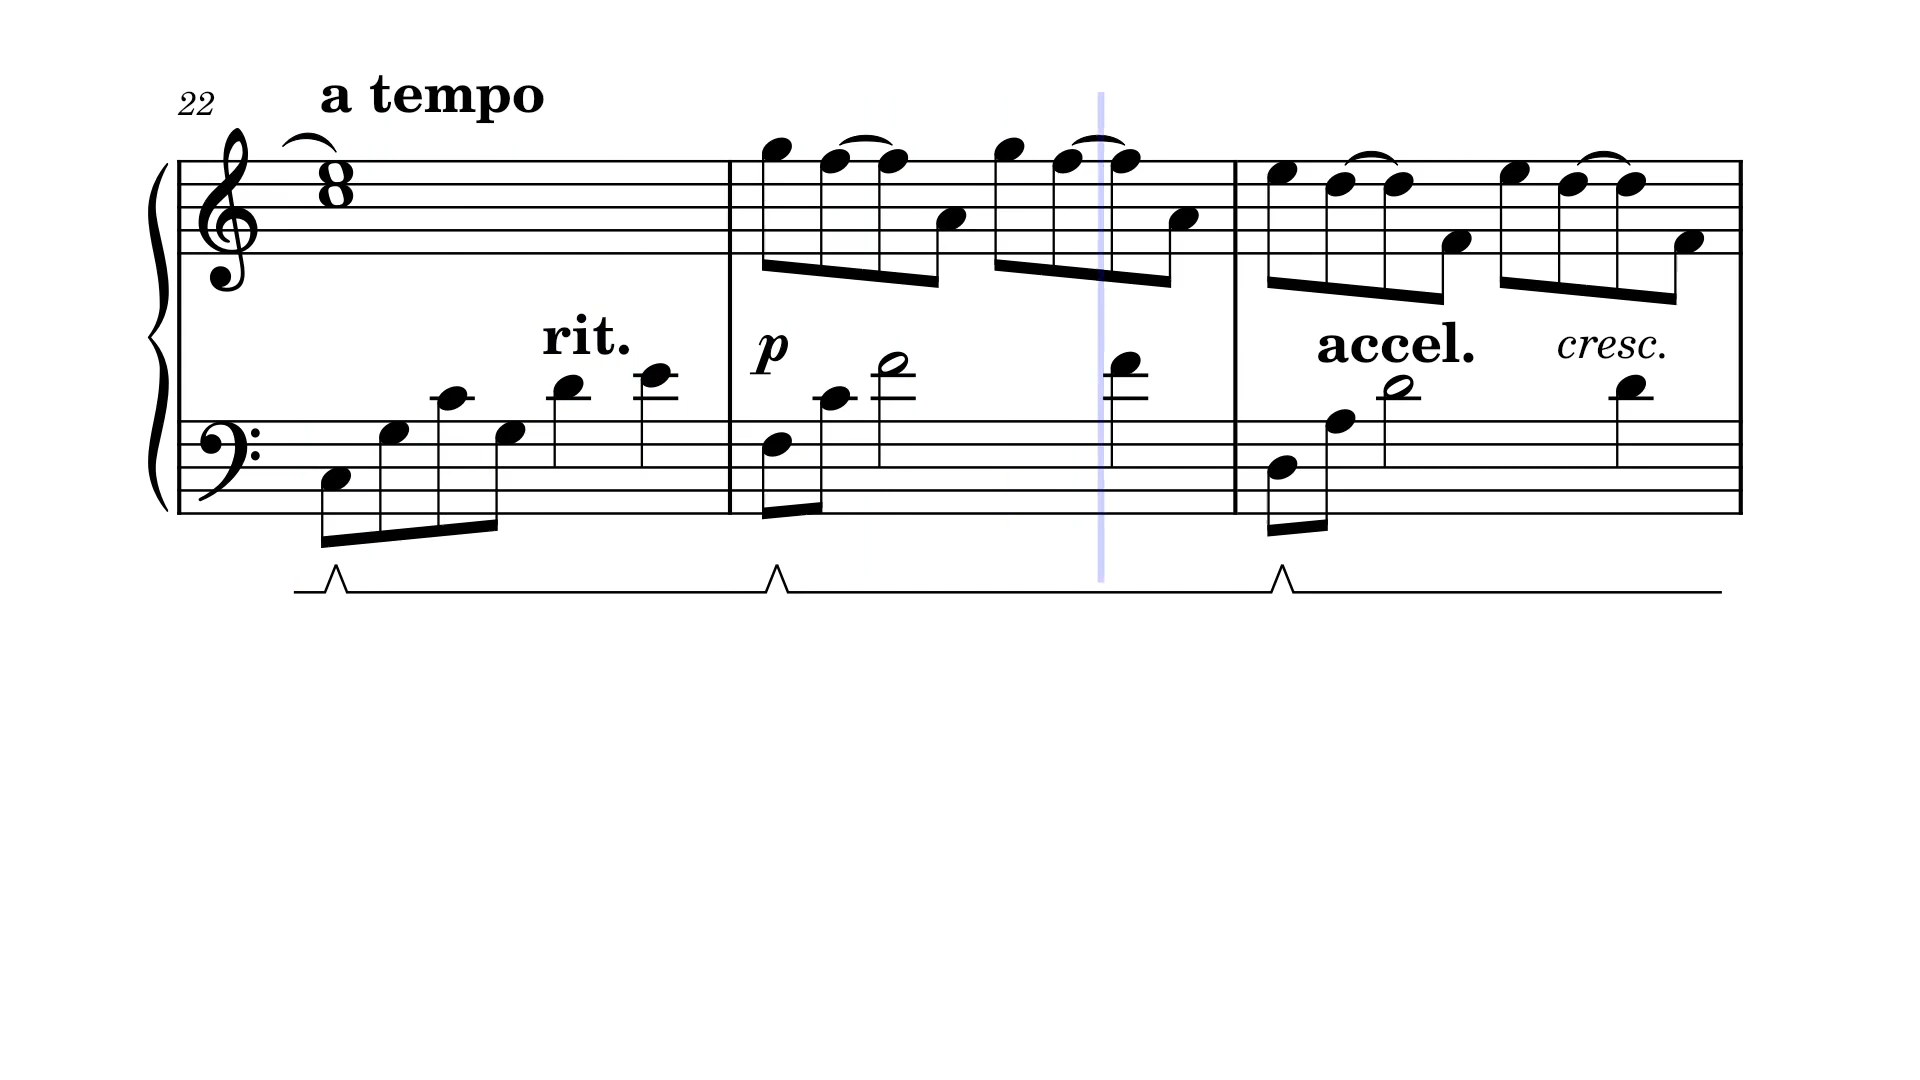 22
a tempo
rit.
p
accel.
cresc.